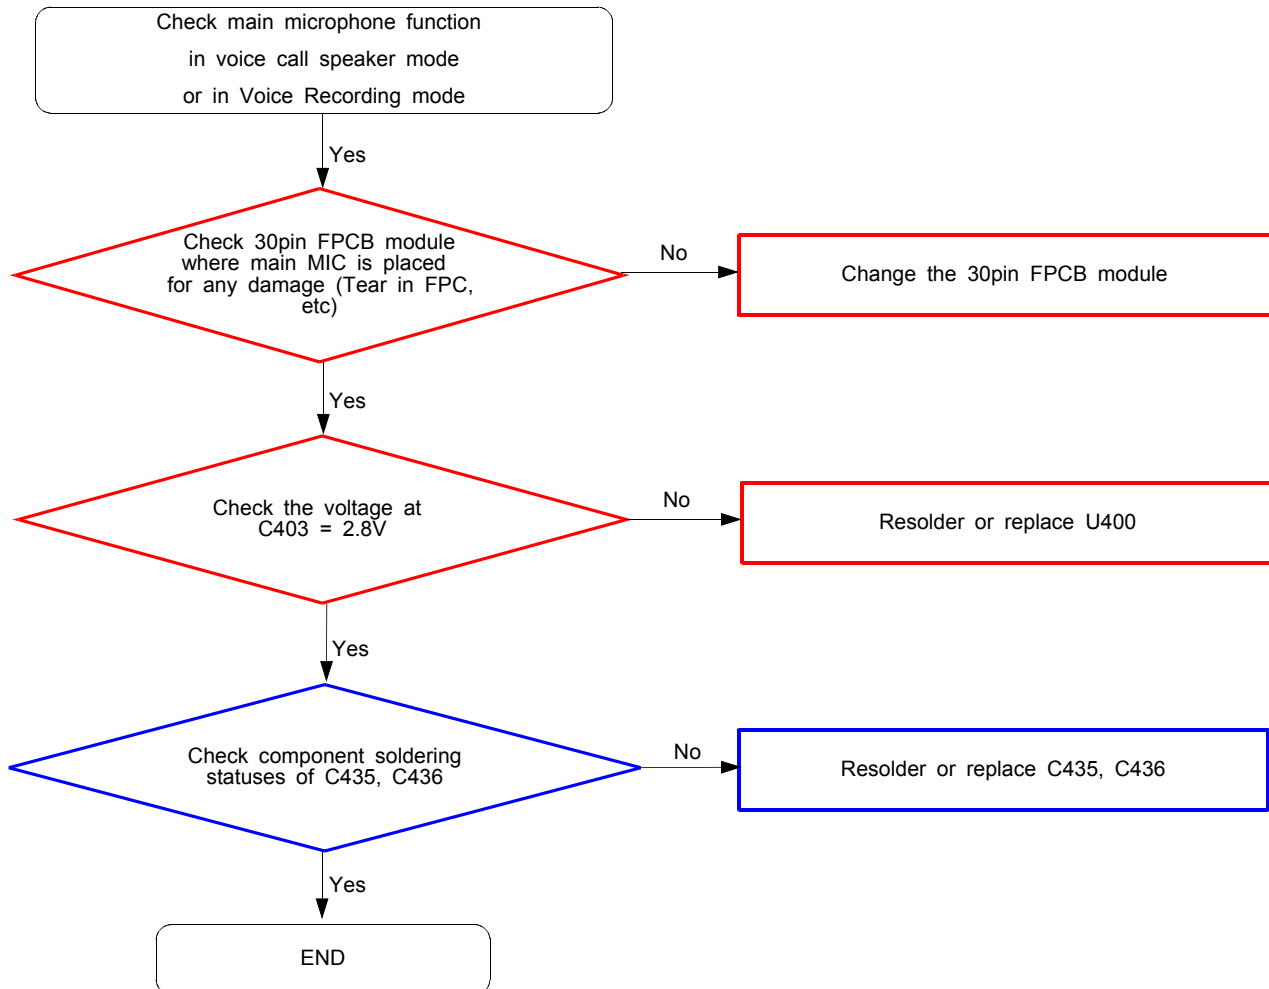 Check main microphone function
in voice call speaker mode
or in Voice Recording mode
Yes
Check 30pin FPCB module
where main MIC is placed
for any damage (Tear in FPC,
etc)
No
Change the 30pin FPCB module
Yes
Check the voltage at
C403 = 2.8V
No
Resolder or replace U400
Yes
Check component soldering
statuses of C435, C436
No
Resolder or replace C435, C436
Yes
END